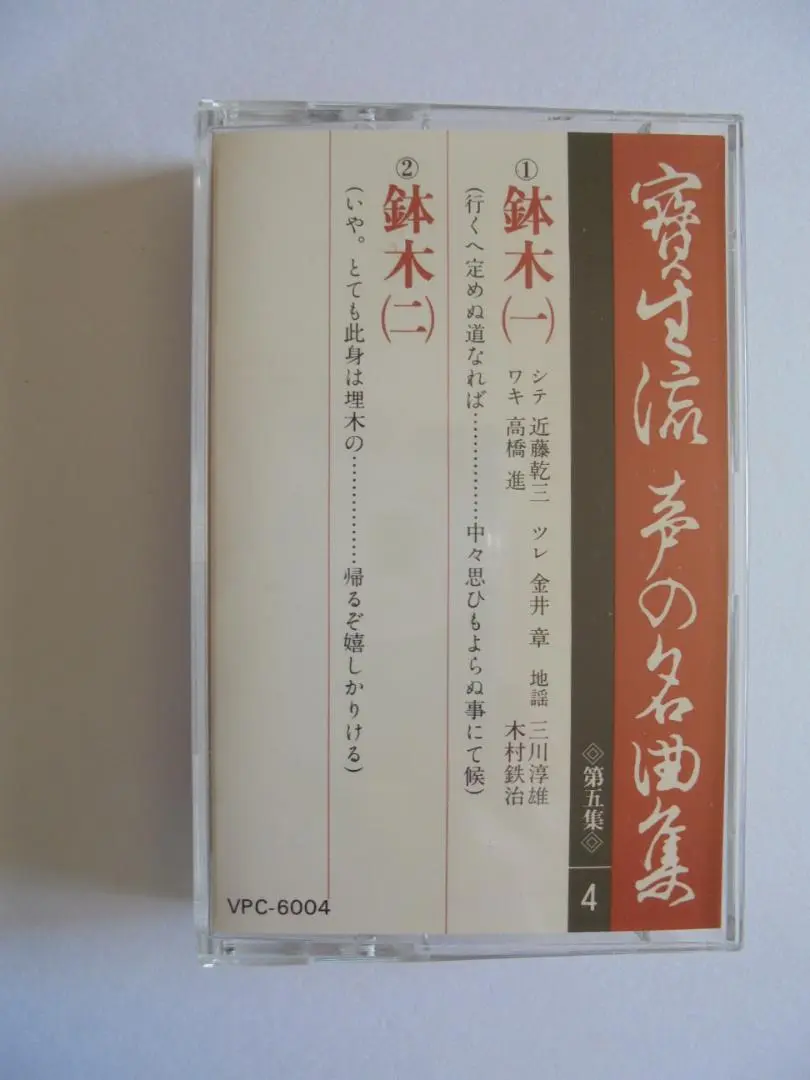 寶生流 声の名曲集
◇第五集◇
4
① 鉢木(一)
シテ 近藤乾三 ツレ 金井 章 地謡 三川淳雄
ワキ 高橋 進 木村鉄治
(行くへ定めぬ道なれば………………中々思ひもよらぬ事にて候)
② 鉢木(二)
(いや。とても此身は埋木の………………帰るぞ嬉しかりける)
VPC-6004